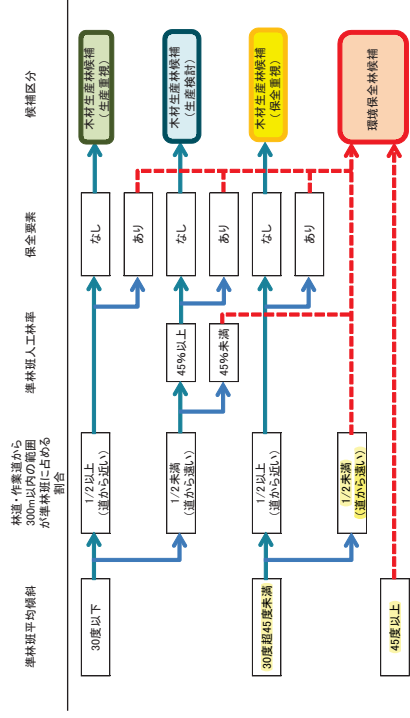 準林班平均傾斜
林道・作業道から
300m以内の範囲
が準林班に占める
割合
準林班人工林率
保全要素
候補区分
30度以下
1/2以上
(道から近い)
なし
木材生産林候補
(生産重視)
あり
1/2未満
(道から遠い)
45%以上
なし
木材生産林候補
(生産検討)
45%未満
あり
30度超45度未満
1/2以上
(道から近い)
なし
木材生産林候補
(保全重視)
あり
1/2未満
(道から遠い)
45度以上
環境保全林候補